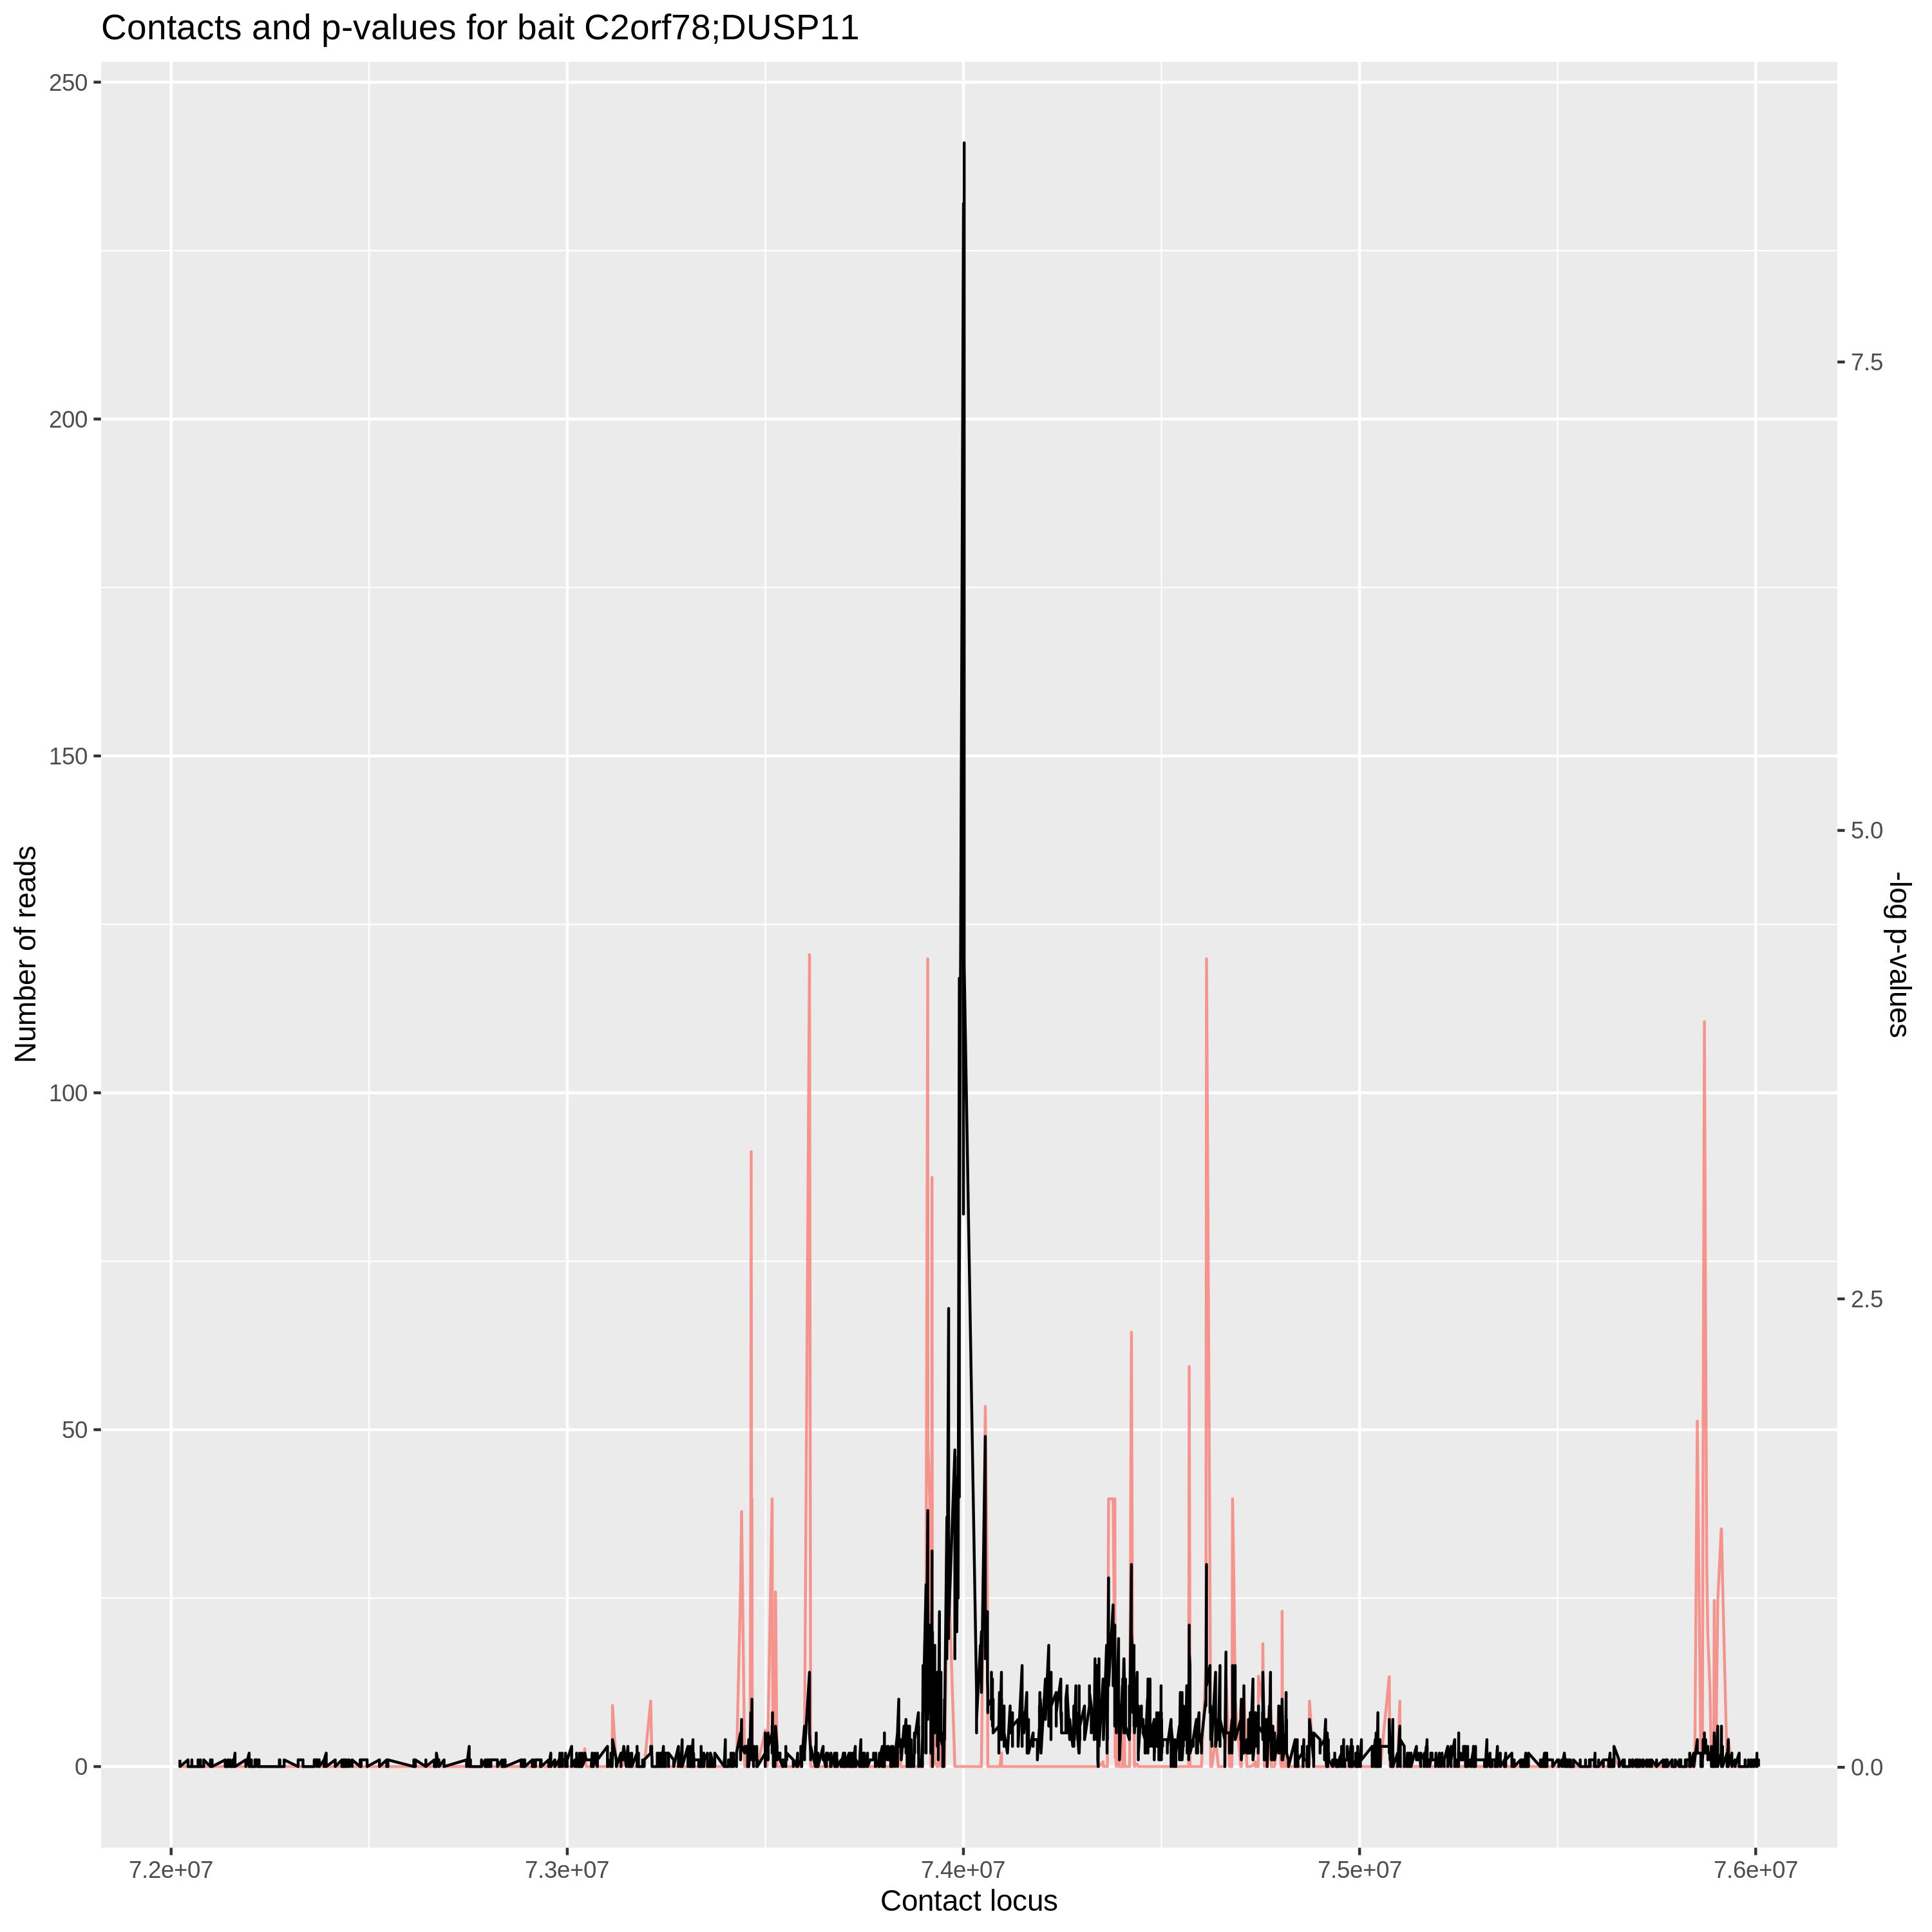 Contacts and p-values for bait C2orf78;DUSP11
250
200
150
100
50
0
Number of reads
7.5
5.0
2.5
0.0
-log p-values
7.2e+07
7.3e+07
7.4e+07
7.5e+07
7.6e+07
Contact locus